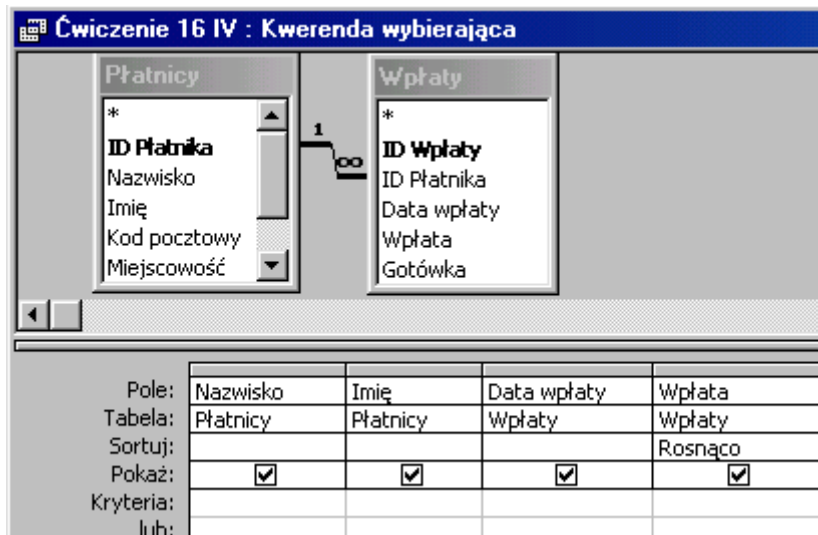 Ćwiczenie 16 IV : Kwerenda wybierająca
Płatnicy
*
ID Płatnika
Nazwisko
Imię
Kod pocztowy
Miejscowość
1
∞
Wpłaty
*
ID Wpłaty
ID Płatnika
Data wpłaty
Wpłata
Gotówka
Pole: Nazwisko Imię Data wpłaty Wpłata
Tabela: Płatnicy Płatnicy Wpłaty Wpłaty
Sortuj: Rosnąco
Pokaż:
Kryteria:
lub: